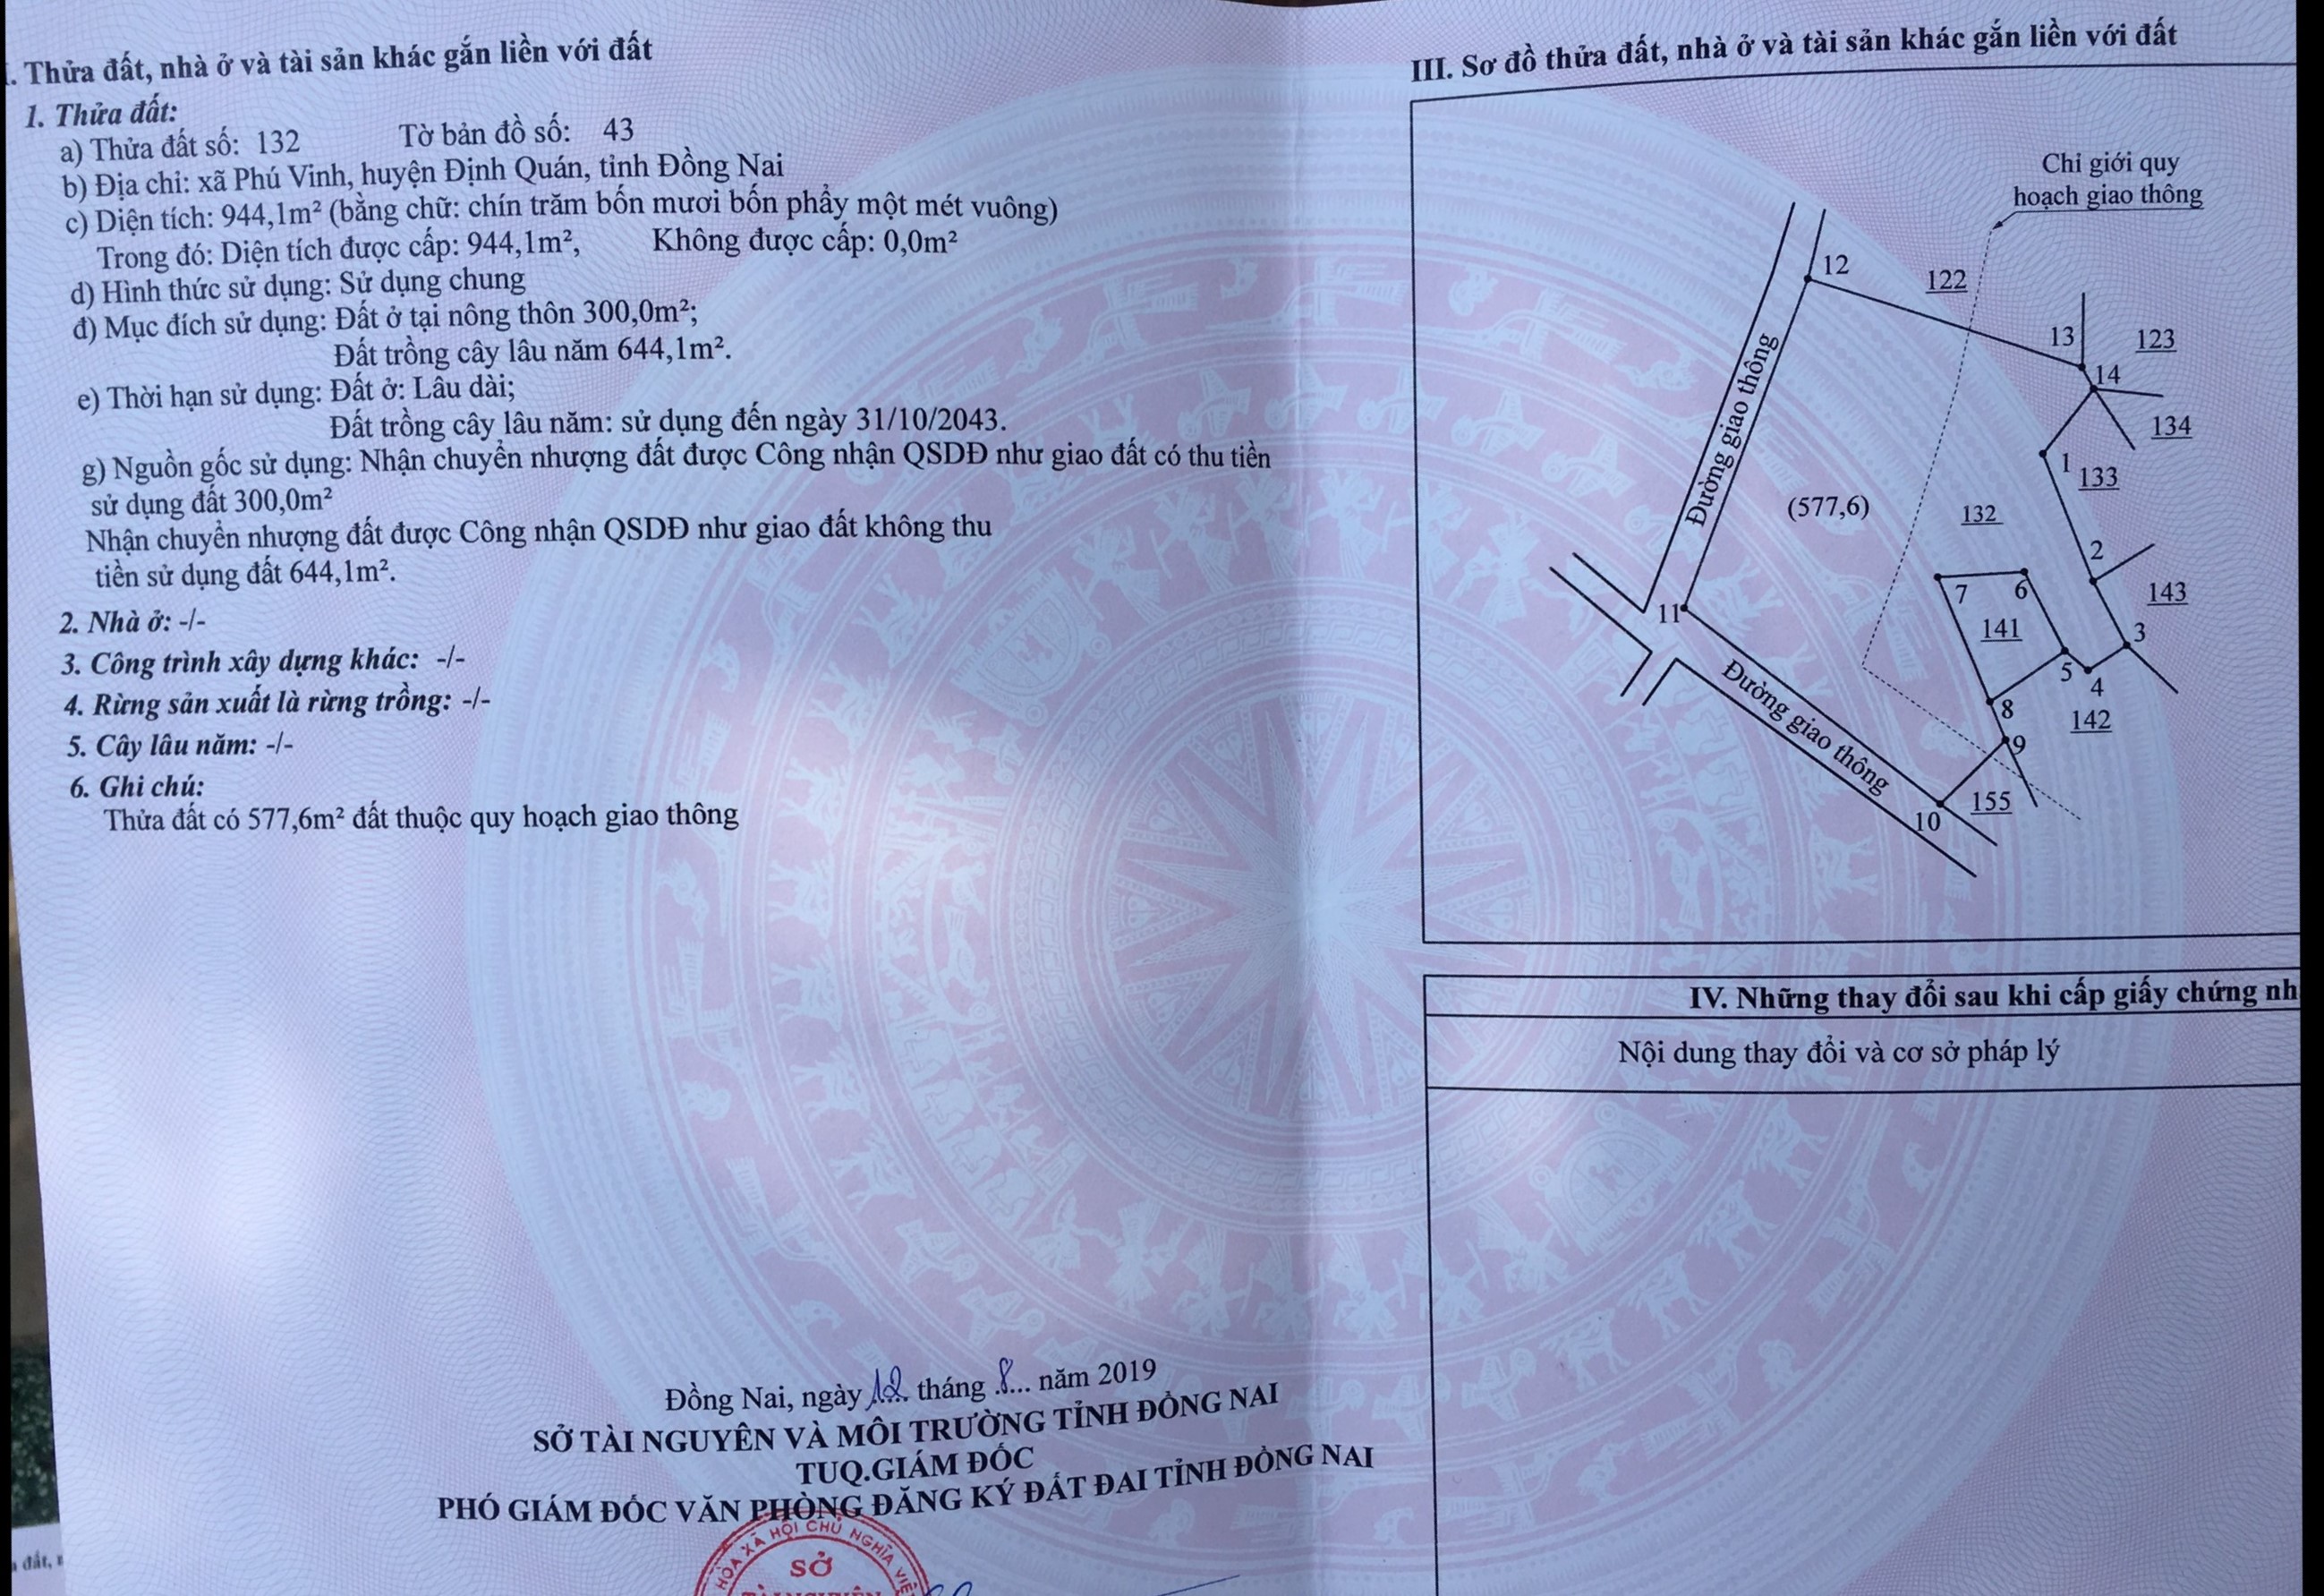 . Thửa đất, nhà ở và tài sản khác gắn liền với đất
1. Thửa đất:
a) Thửa đất số: 132 Tờ bản đồ số: 43
b) Địa chỉ: xã Phú Vinh, huyện Định Quán, tỉnh Đồng Nai
c) Diện tích: 944,1m² (bằng chữ: chín trăm bốn mươi bốn phẩy một mét vuông)
Trong đó: Diện tích được cấp: 944,1m², Không được cấp: 0,0m²
d) Hình thức sử dụng: Sử dụng chung
đ) Mục đích sử dụng: Đất ở tại nông thôn 300,0m²;
Đất trồng cây lâu năm 644,1m².
e) Thời hạn sử dụng: Đất ở: Lâu dài;
Đất trồng cây lâu năm: sử dụng đến ngày 31/10/2043.
g) Nguồn gốc sử dụng: Nhận chuyển nhượng đất được Công nhận QSDĐ như giao đất có thu tiền
sử dụng đất 300,0m²
Nhận chuyển nhượng đất được Công nhận QSDĐ như giao đất không thu
tiền sử dụng đất 644,1m².
2. Nhà ở: -/-
3. Công trình xây dựng khác: -/-
4. Rừng sản xuất là rừng trồng: -/-
5. Cây lâu năm: -/-
6. Ghi chú:
Thửa đất có 577,6m² đất thuộc quy hoạch giao thông
Đồng Nai, ngày 12 tháng 8 năm 2019
SỞ TÀI NGUYÊN VÀ MÔI TRƯỜNG TỈNH ĐỒNG NAI
TUQ.GIÁM ĐỐC
PHÓ GIÁM ĐỐC VĂN PHÒNG ĐĂNG KÝ ĐẤT ĐAI TỈNH ĐỒNG NAI
HÒA XÃ HỘI CHỦ NGHĨA VIỆ
SỞ
III. Sơ đồ thửa đất, nhà ở và tài sản khác gắn liền với đất
Chỉ giới quy
hoạch giao thông
12
122
13
123
14
134
Đường giao thông
1
133
(577,6)
132
2
7
6
143
11
141
3
5
4
Đường giao thông
8
142
9
155
10
IV. Những thay đổi sau khi cấp giấy chứng nh
Nội dung thay đổi và cơ sở pháp lý